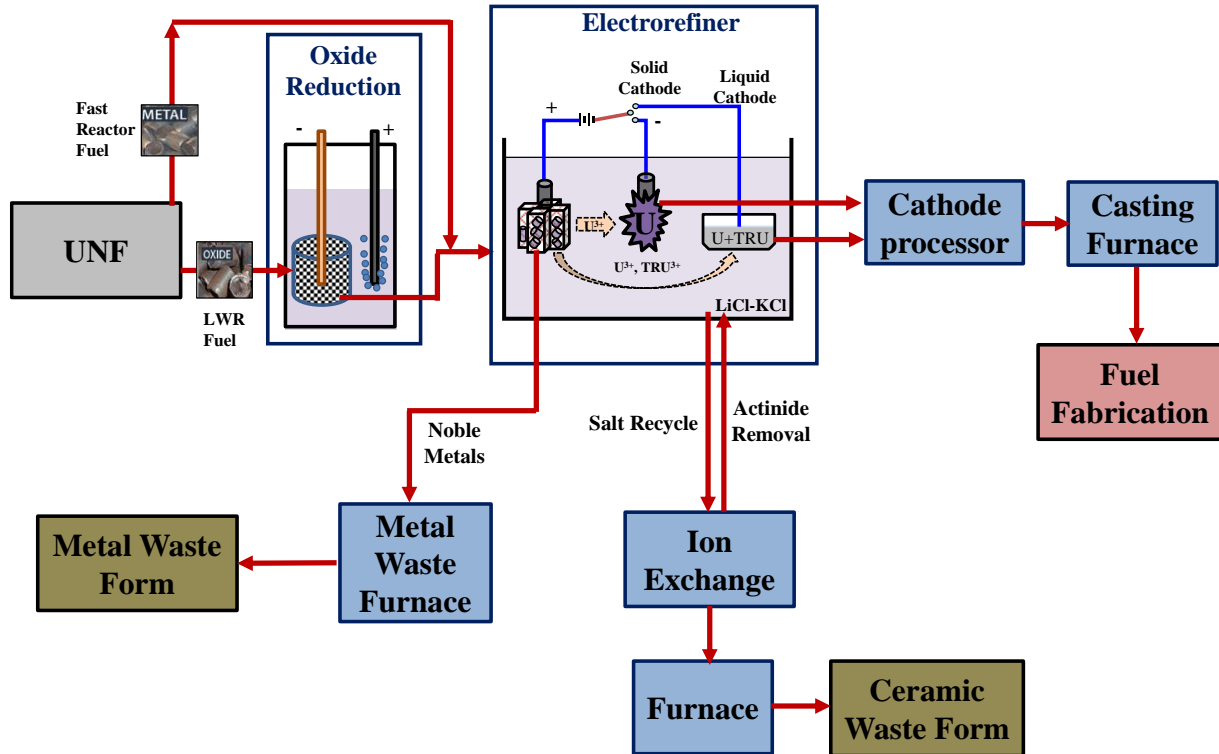 Electrorefiner
Oxide
Reduction
Solid
Cathode
Liquid
Cathode
Fast
Reactor
Fuel
METAL
-
+
+
-
UNF
OXIDE
LWR
Fuel
U³⁺
U
U+TRU
U³⁺, TRU³⁺
LiCl-KCl
Cathode
processor
Casting
Furnace
Fuel
Fabrication
Noble
Metals
Salt Recycle
Actinide
Removal
Metal Waste
Form
Metal
Waste
Furnace
Ion
Exchange
Furnace
Ceramic
Waste Form